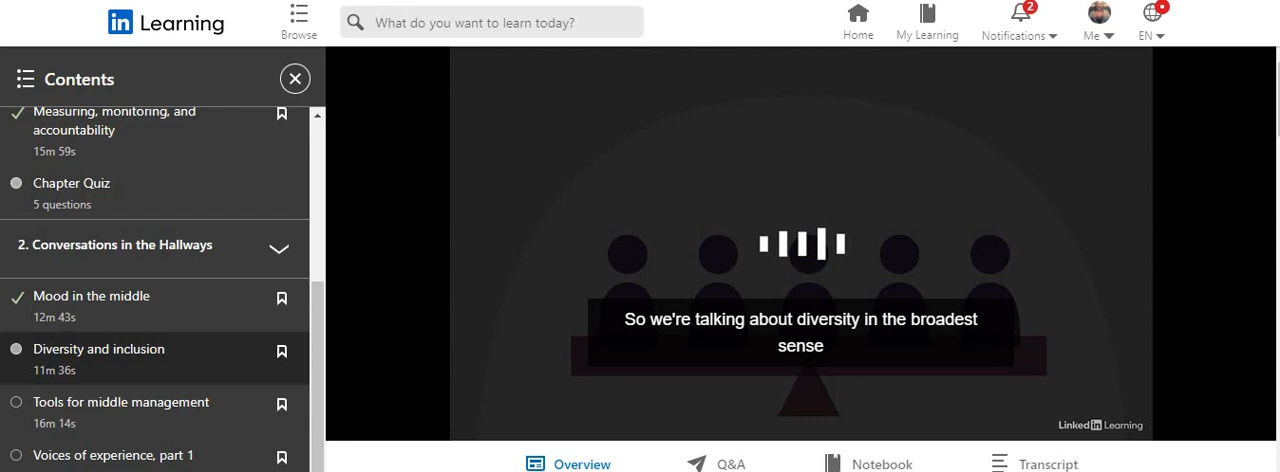 in Learning
Browse
What do you want to learn today?
Home
My Learning
2
Notifications
Me
EN
Contents
Measuring, monitoring, and
accountability
15m 59s
Chapter Quiz
5 questions
2. Conversations in the Hallways
Mood in the middle
12m 43s
Diversity and inclusion
11m 36s
Tools for middle management
16m 14s
Voices of experience, part 1
So we're talking about diversity in the broadest
sense
Linked in Learning
Overview
Q&A
Notebook
Transcript